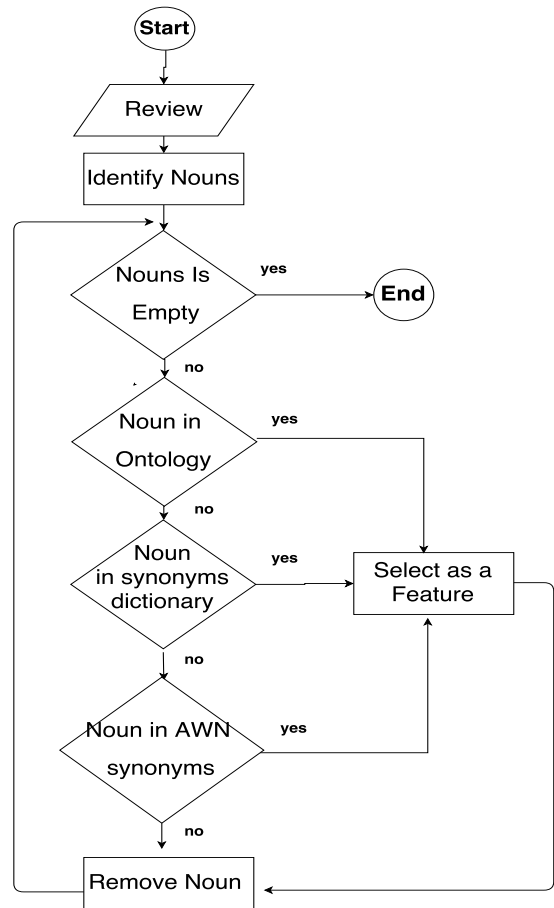 Start
Review
Identify Nouns
Nouns Is
Empty
yes
End
no
Noun in
Ontology
yes
no
Noun
in synonyms
dictionary
yes
Select as a
Feature
no
Noun in AWN
synonyms
yes
no
Remove Noun